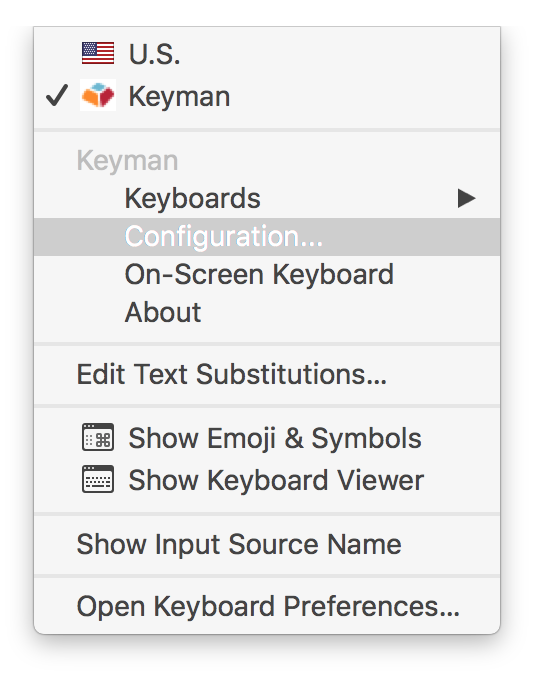 U.S.
Keyman
Keyman
Keyboards
Configuration...
On-Screen Keyboard
About
Edit Text Substitutions...
Show Emoji & Symbols
Show Keyboard Viewer
Show Input Source Name
Open Keyboard Preferences...